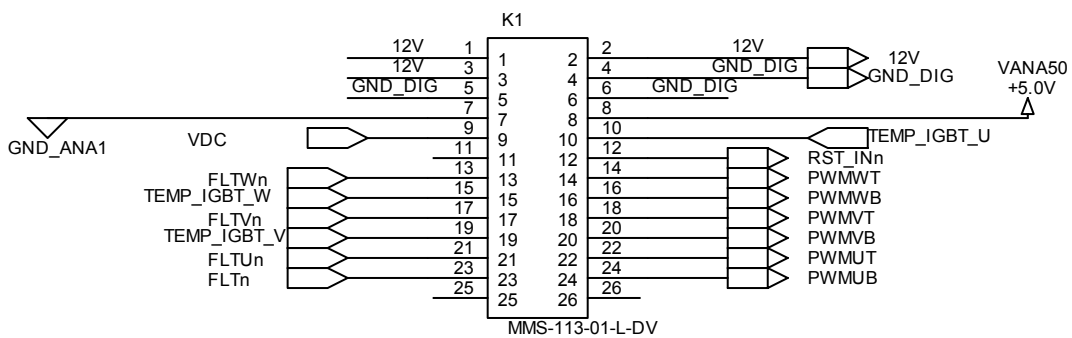 K1
12V 1 1 2 2 12V 12V
12V 3 3 4 4 GND_DIG GND_DIG
GND_DIG 5 5 6 6 GND_DIG
VANA50
+5.0V
GND_ANA1 7 7 8 8
VDC 9 9 10 10 TEMP_IGBT_U
11 11 12 12 RST_INn
FLTWn 13 13 14 14 PWMWT
TEMP_IGBT_W 15 15 16 16 PWMWB
FLTVn 17 17 18 18 PWMVT
TEMP_IGBT_V 19 19 20 20 PWMVB
FLTUn 21 21 22 22 PWMUT
FLTn 23 23 24 24 PWMUB
25 25 26 26
MMS-113-01-L-DV